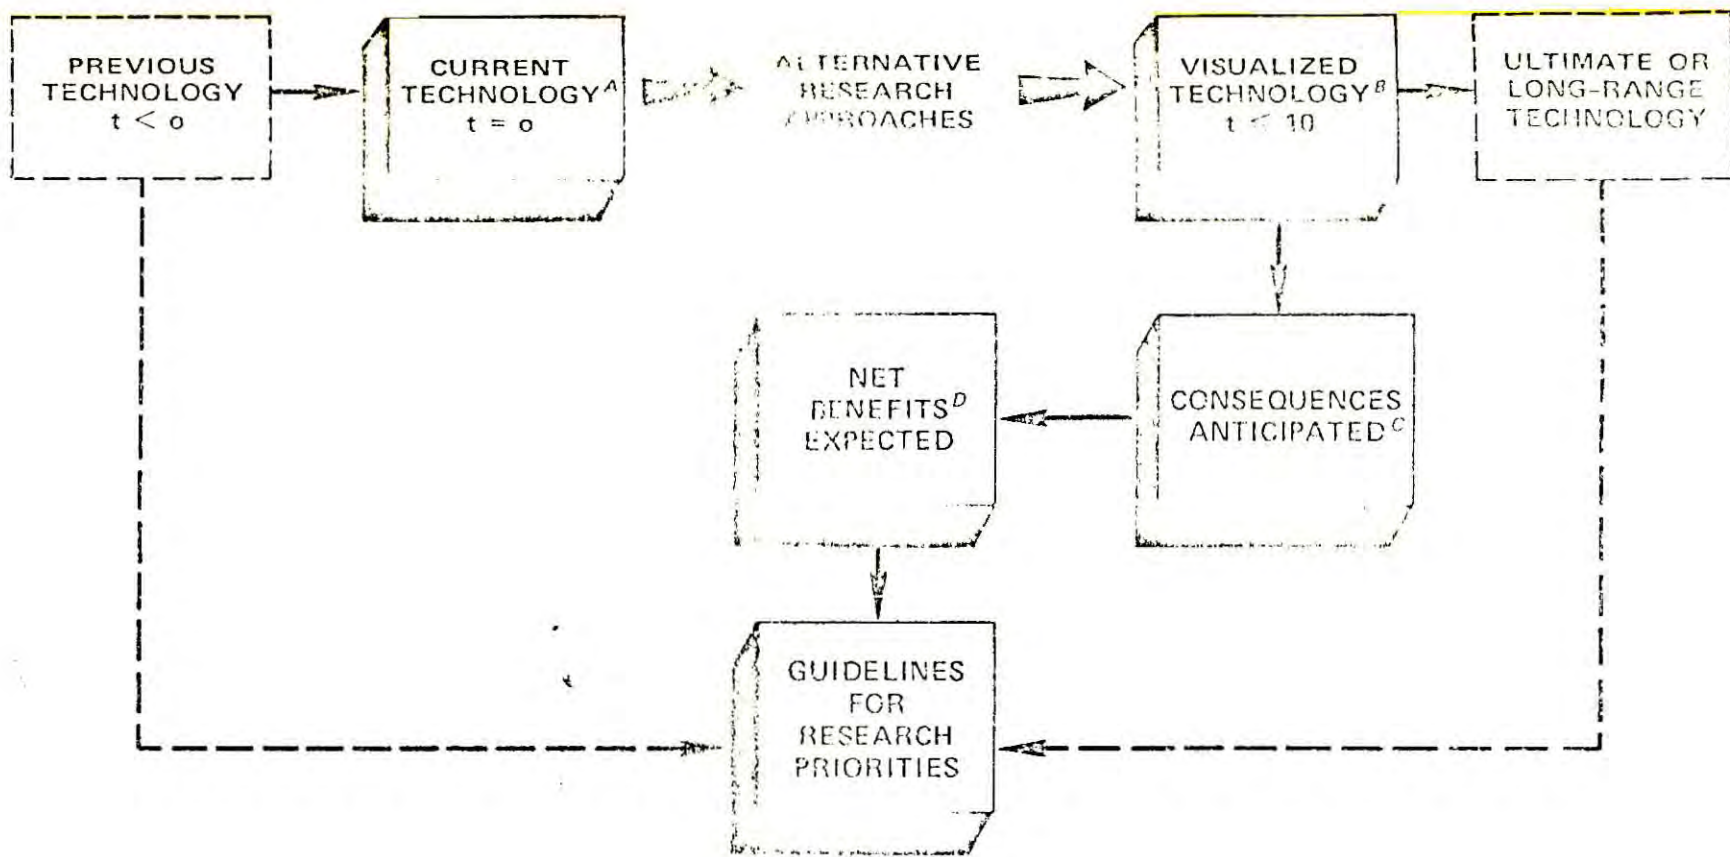 PREVIOUS
TECHNOLOGY
t < o
CURRENT
TECHNOLOGY^A
t = o
ALTERNATIVE
RESEARCH
APPROACHES
VISUALIZED
TECHNOLOGY^B
t ≤ 10
ULTIMATE OR
LONG-RANGE
TECHNOLOGY
CONSEQUENCES
ANTICIPATED^C
NET
BENEFITS^D
EXPECTED
GUIDELINES
FOR
RESEARCH
PRIORITIES